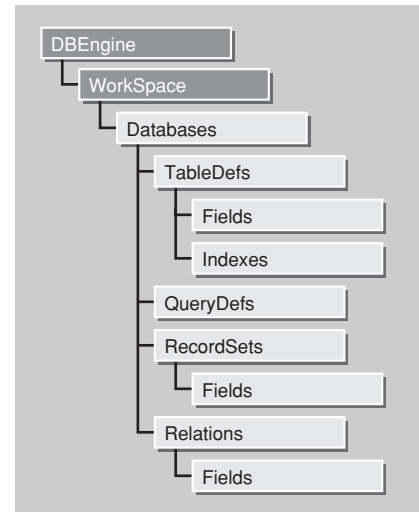 DBEngine
WorkSpace
Databases
TableDefs
Fields
Indexes
QueryDefs
RecordSets
Fields
Relations
Fields